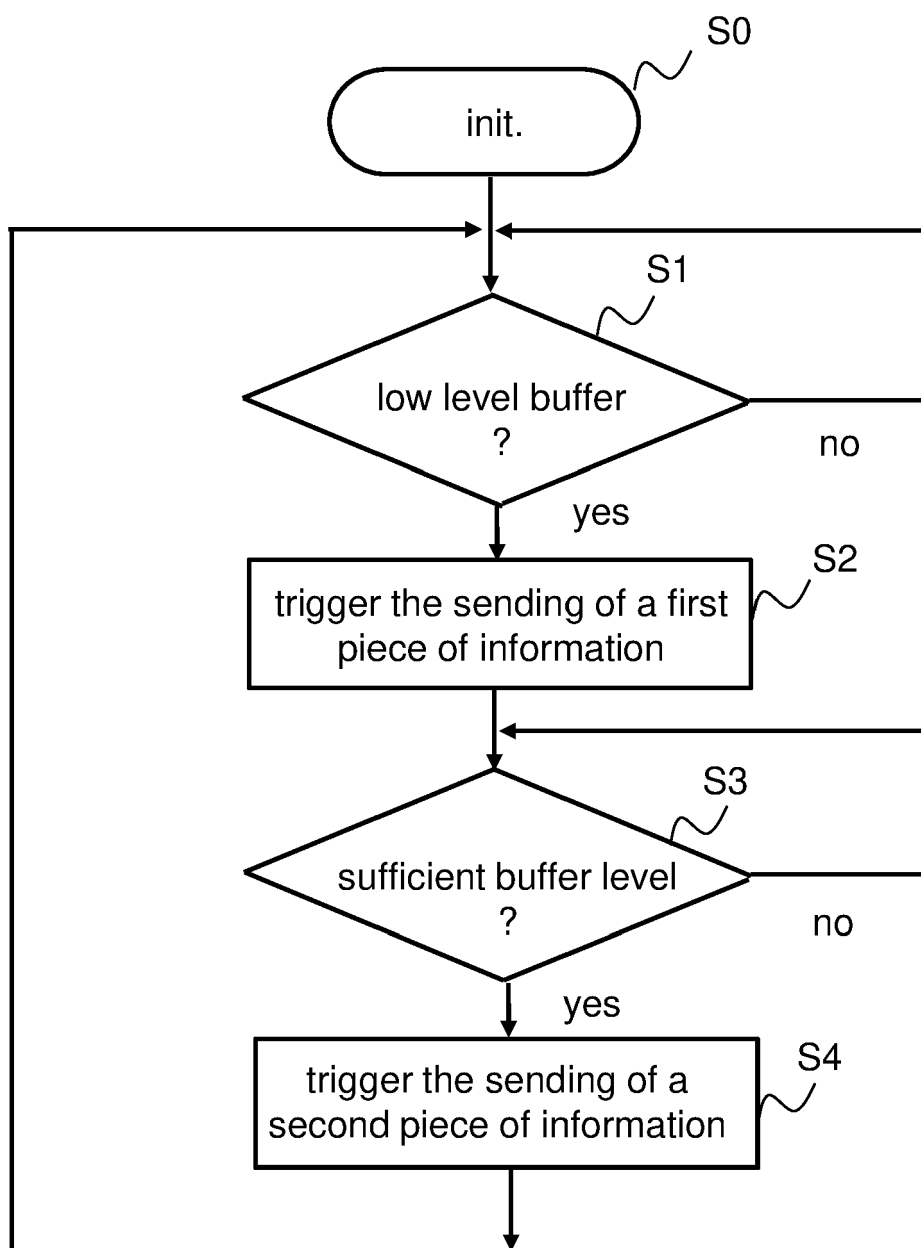 S0
init.
S1
low level buffer
?
no
yes
S2
trigger the sending of a first
piece of information
S3
sufficient buffer level
?
no
yes
S4
trigger the sending of a
second piece of information